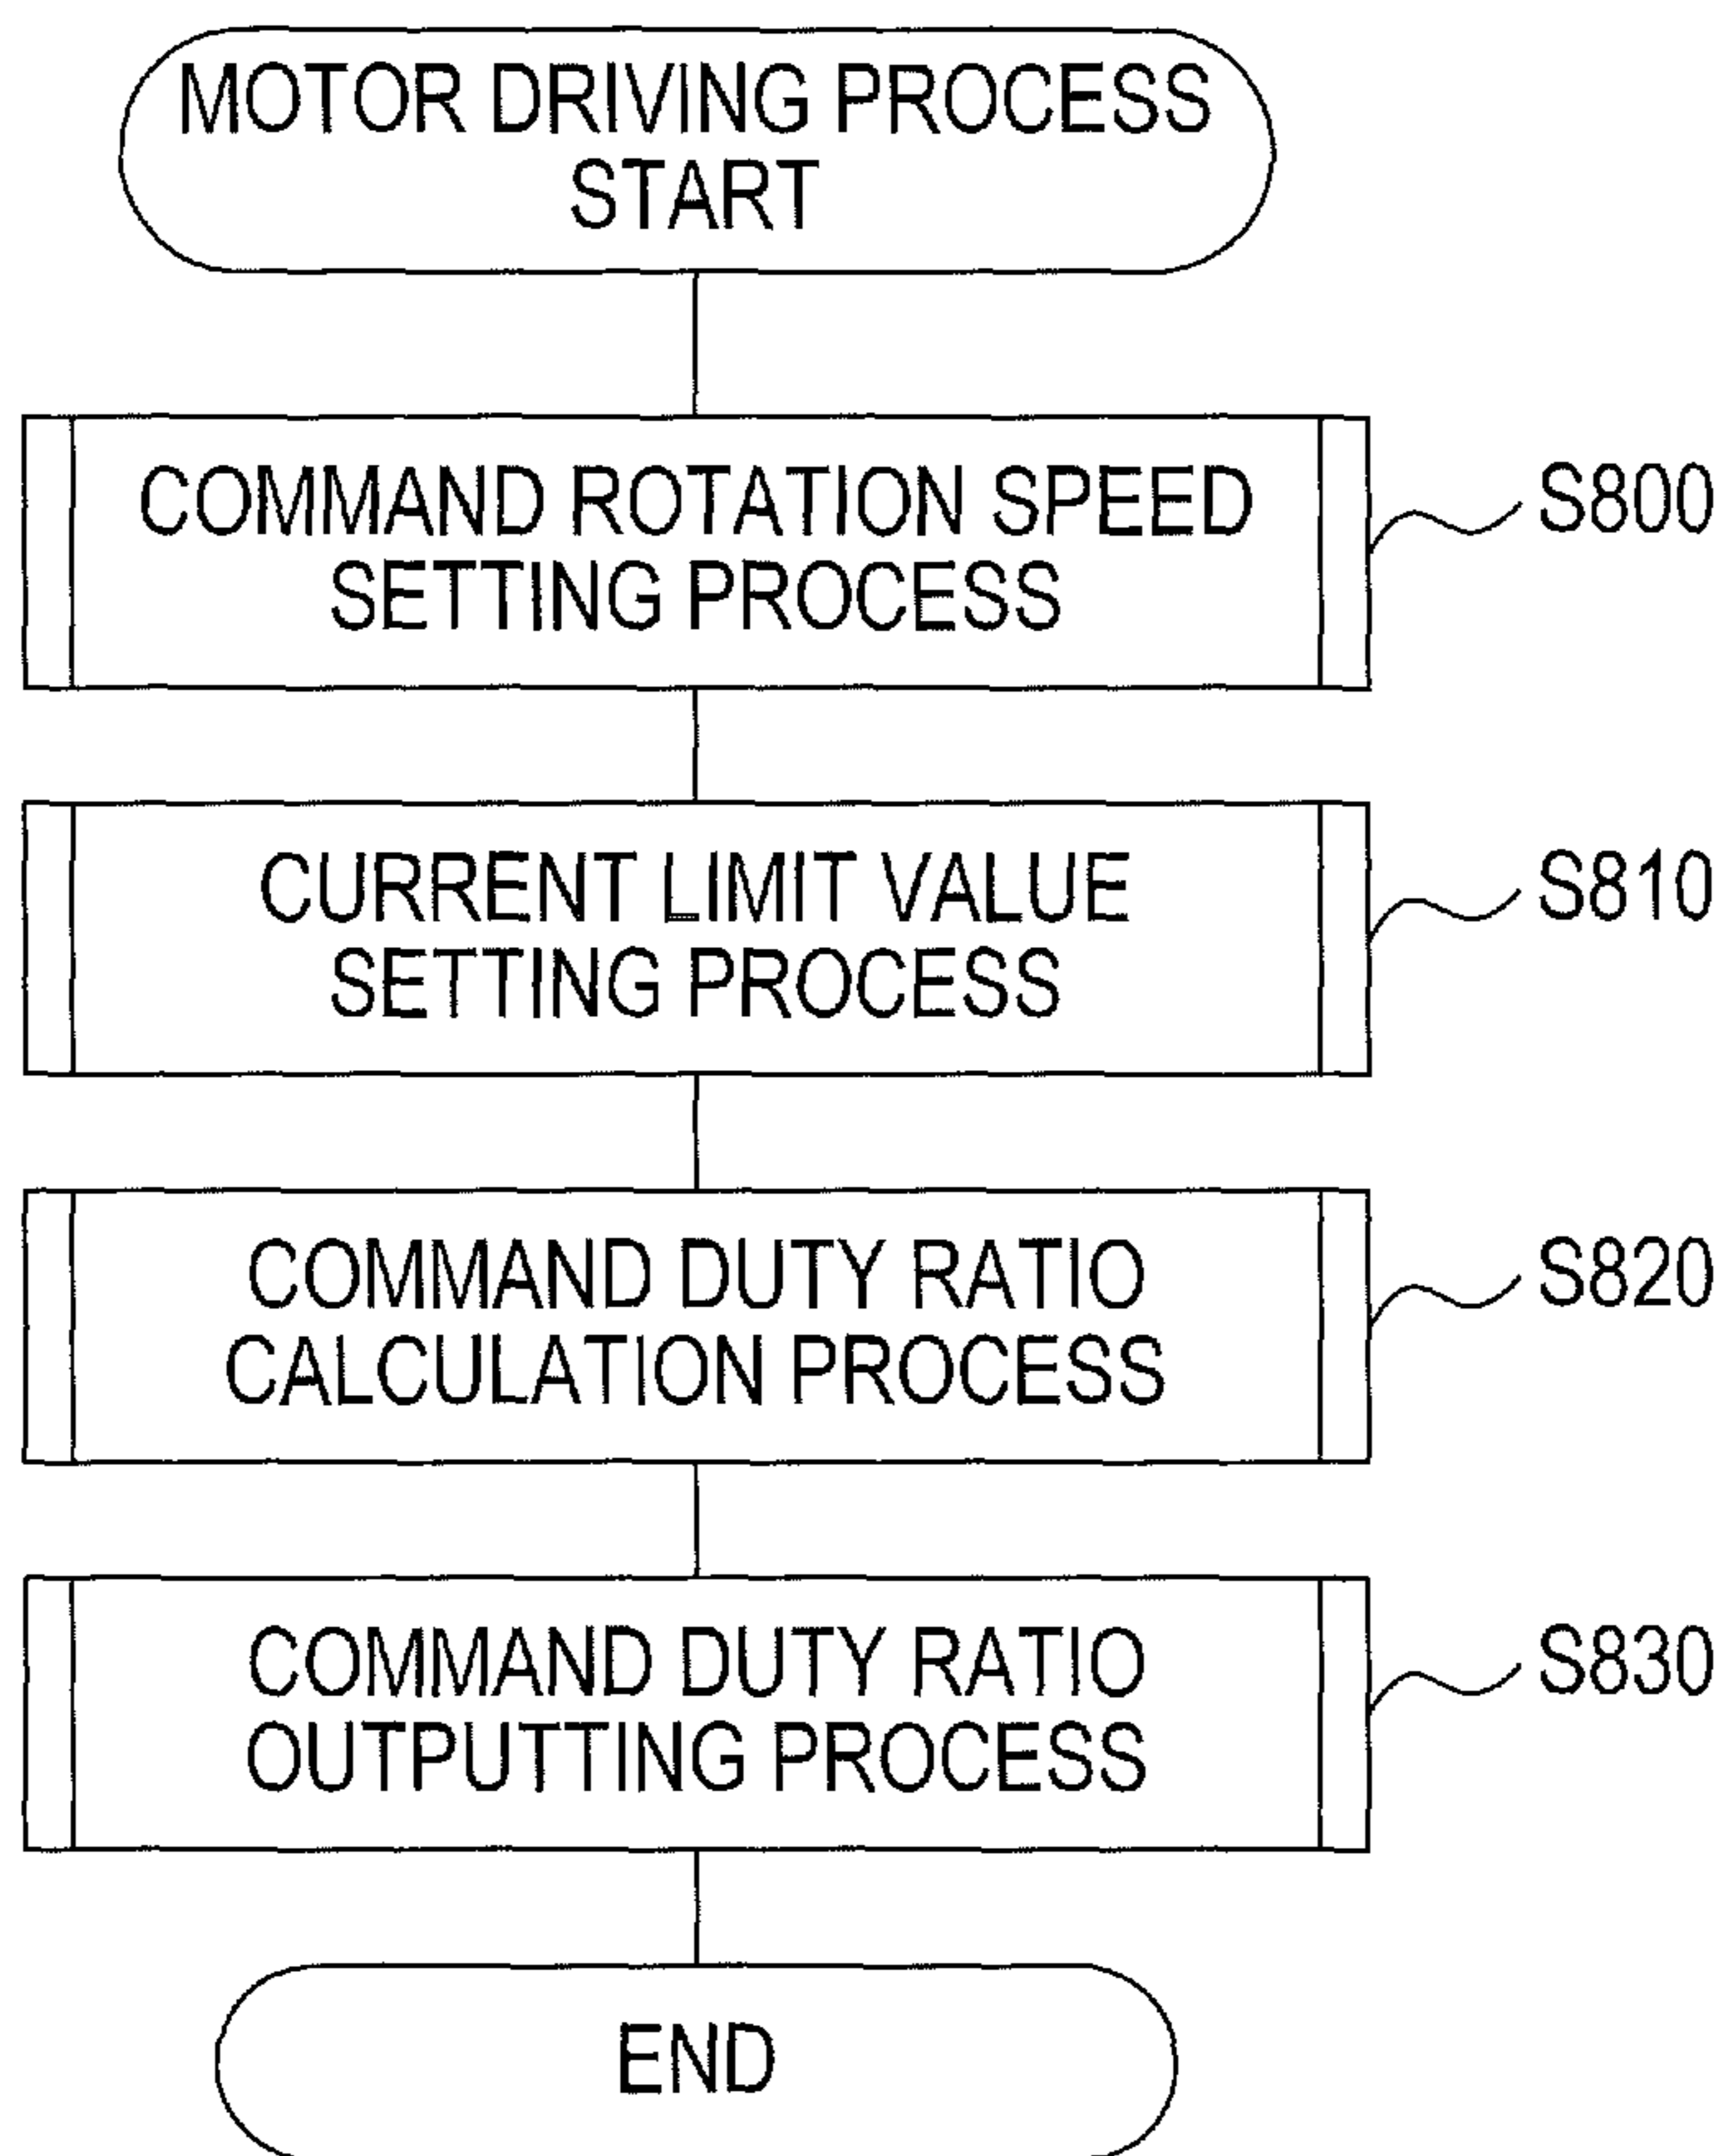 MOTOR DRIVING PROCESS
START
COMMAND ROTATION SPEED
SETTING PROCESS
S800
CURRENT LIMIT VALUE
SETTING PROCESS
S810
COMMAND DUTY RATIO
CALCULATION PROCESS
S820
COMMAND DUTY RATIO
OUTPUTTING PROCESS
S830
END